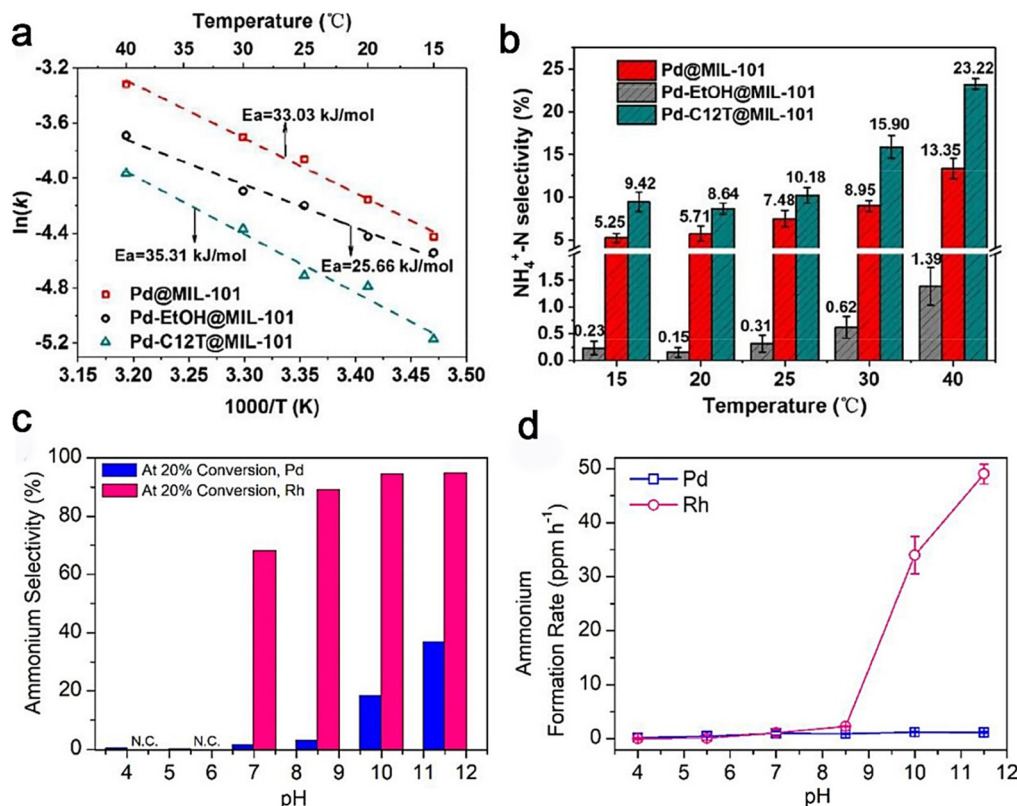 a
Temperature (℃)
40 35 30 25 20 15
ln(k)
-3.2
-3.6
-4.0
-4.4
-4.8
-5.2
Ea=33.03 kJ/mol
Ea=35.31 kJ/mol
Ea=25.66 kJ/mol
Pd@MIL-101
Pd-EtOH@MIL-101
Pd-C12T@MIL-101
3.15 3.20 3.25 3.30 3.35 3.40 3.45 3.50
1000/T (K)
b
NH₄⁺-N selectivity (%)
25
20
15
10
5
1.5
1.0
0.5
0.0
Pd@MIL-101
Pd-EtOH@MIL-101
Pd-C12T@MIL-101
0.23 5.25 9.42
0.15 5.71 8.64
0.31 7.48 10.18
0.62 8.95 15.90
1.39 13.35 23.22
15 20 25 30 40
Temperature (℃)
c
Ammonium Selectivity (%)
100
80
60
40
20
0
At 20% Conversion, Pd
At 20% Conversion, Rh
N.C. N.C.
4 5 6 7 8 9 10 11 12
pH
d
Ammonium
Formation Rate (ppm h⁻¹)
50
40
30
20
10
0
Pd
Rh
4 5 6 7 8 9 10 11 12
pH